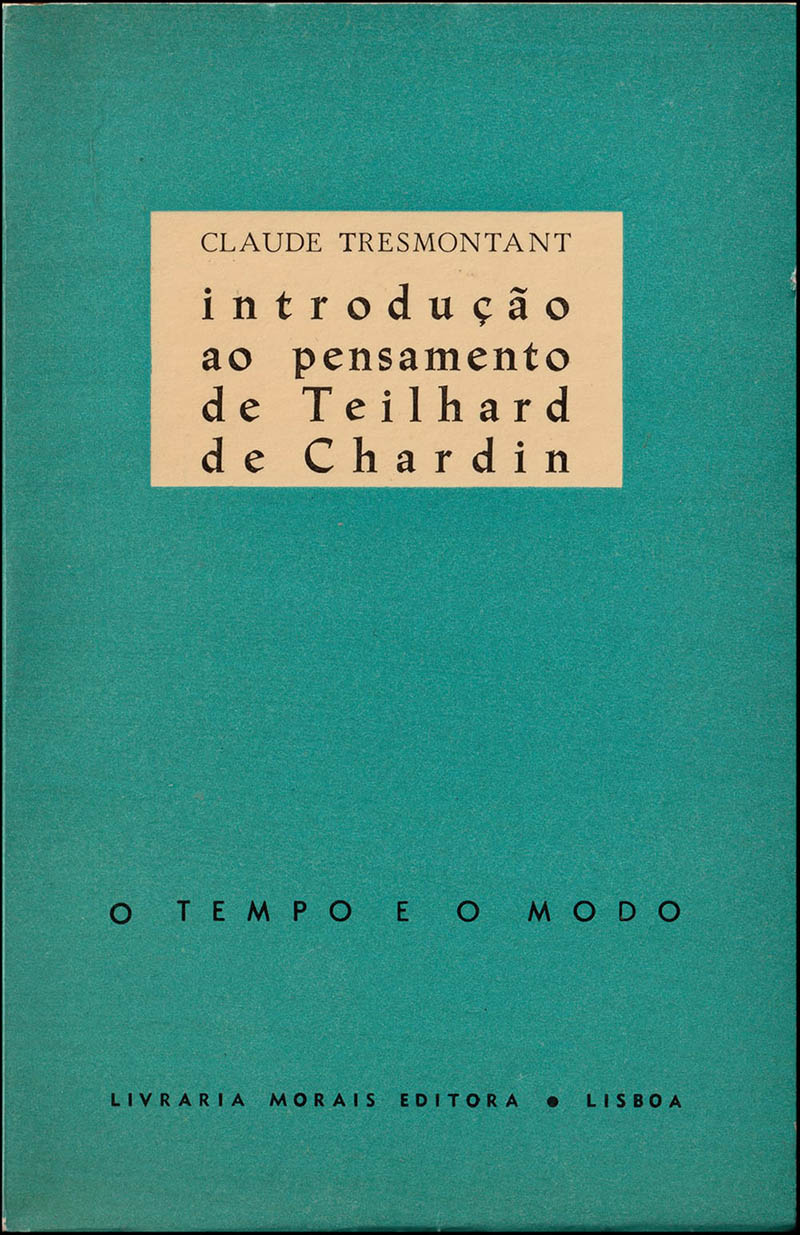 CLAUDE TRESMONTANT
introdução
ao pensamento
de Teilhard
de Chardin
O TEMPO E O MODO
LIVRARIA MORAIS EDITORA • LISBOA